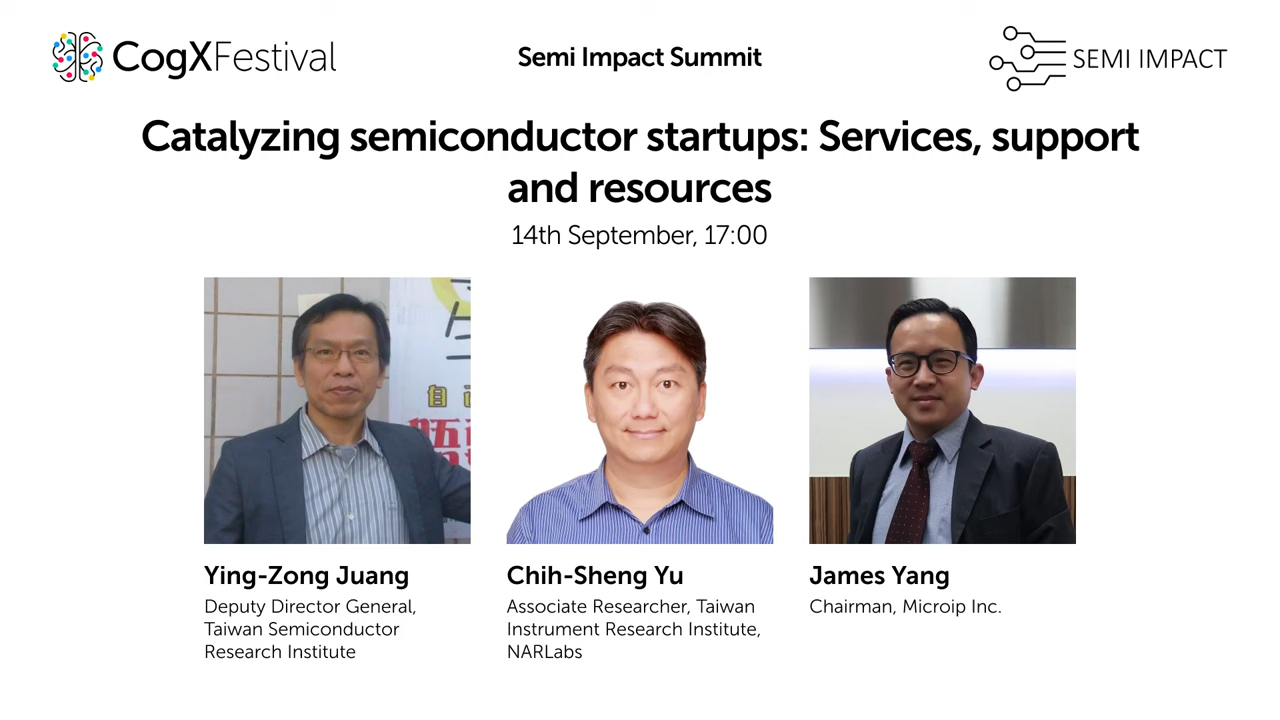 CogXFestival
Semi Impact Summit
SEMI IMPACT
Catalyzing semiconductor startups: Services, support
and resources
14th September, 17:00
自
Ying-Zong Juang
Deputy Director General,
Taiwan Semiconductor
Research Institute
Chih-Sheng Yu
Associate Researcher, Taiwan
Instrument Research Institute,
NARLabs
James Yang
Chairman, Microip Inc.